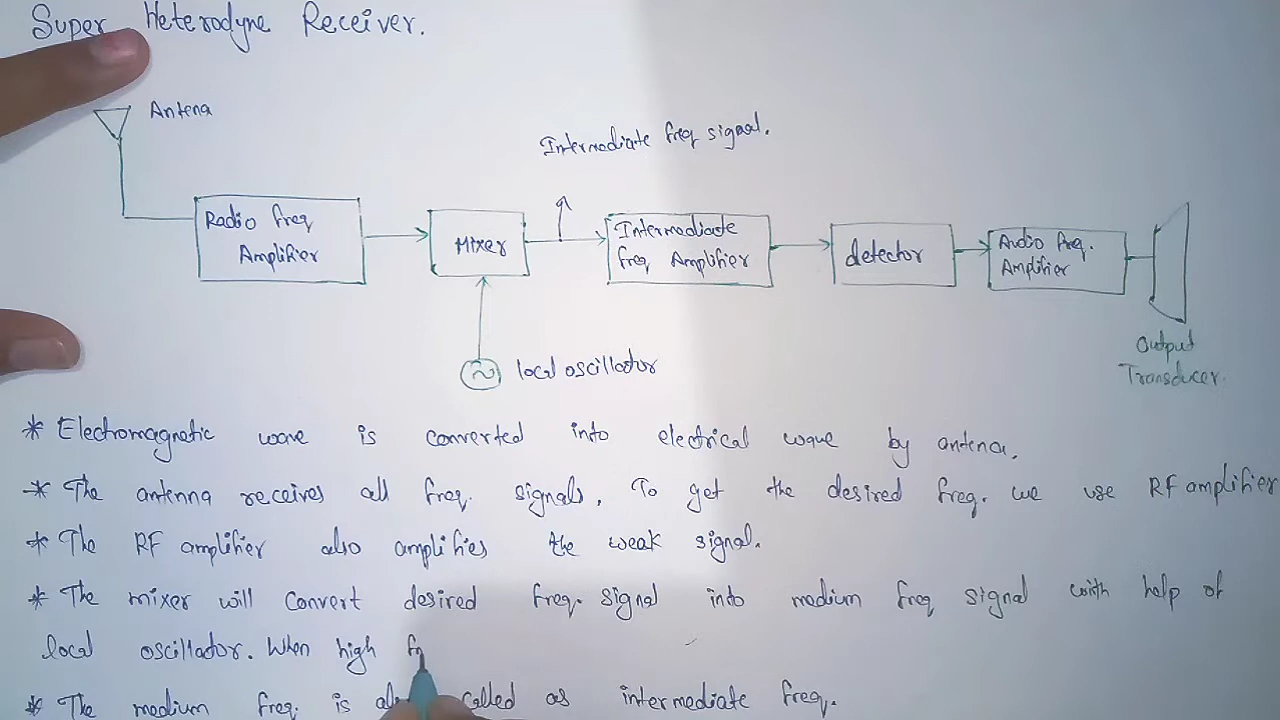 Super Heterodyne Receiver.
Antena
Intermediate freq signal.
Radio freq
Amplifier
Mixer
Intermediate
freq Amplifier
detector
Audio freq.
Amplifier
local oscillator
Output
Transducer.
* Electromagnetic wave is converted into electrical wave by antena.
* The antenna receives all freq. signals. To get the desired freq. we use RF amplifier
* The RF amplifier also amplifies the weak signal.
* The mixer will convert desired freq. signal into medium freq signal with help of
local oscillator. When high
* The medium freq. is called as intermediate freq.